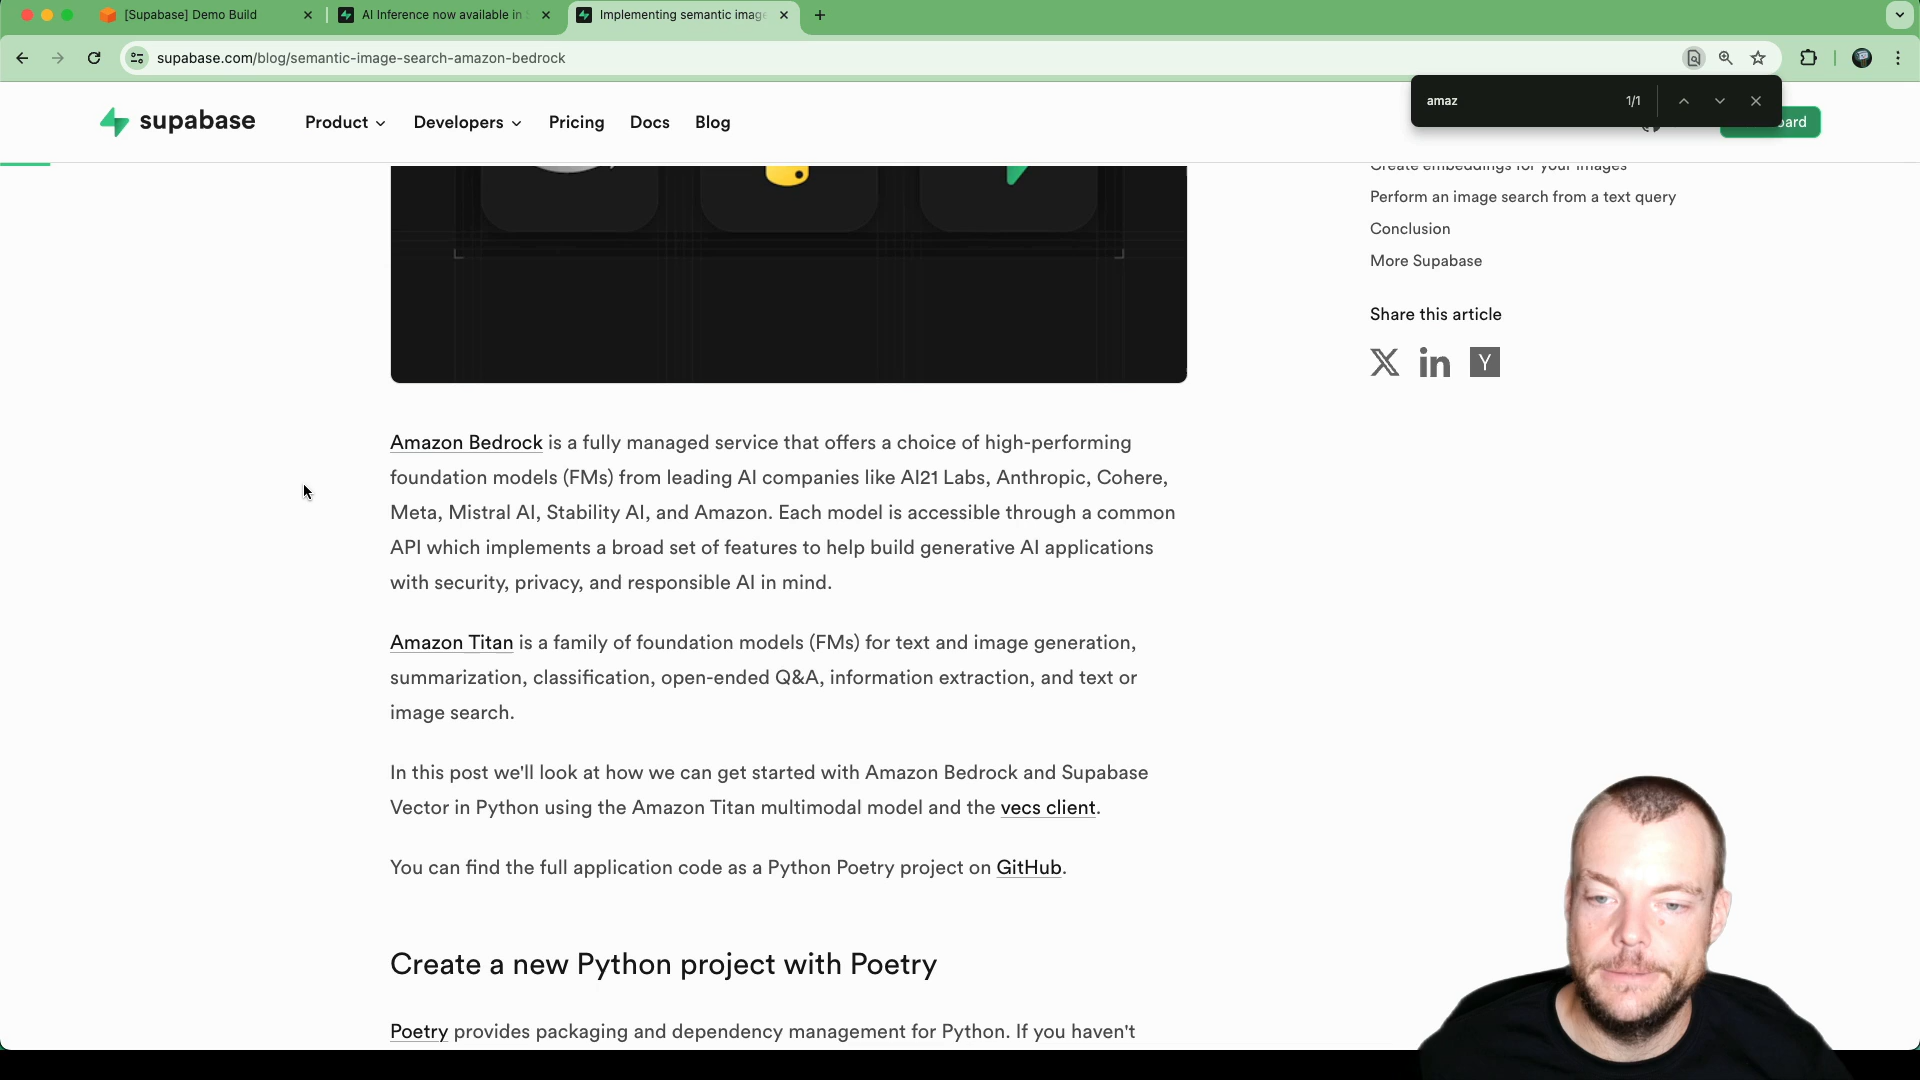 [Supabase] Demo Build
AI Inference now available in
Implementing semantic image
supabase.com/blog/semantic-image-search-amazon-bedrock
amaz
1/1
supabase
Product
Developers
Pricing
Docs
Blog
Create embeddings for your images
Perform an image search from a text query
Conclusion
More Supabase
Share this article
Amazon Bedrock is a fully managed service that offers a choice of high-performing
foundation models (FMs) from leading AI companies like AI21 Labs, Anthropic, Cohere,
Meta, Mistral AI, Stability AI, and Amazon. Each model is accessible through a common
API which implements a broad set of features to help build generative AI applications
with security, privacy, and responsible AI in mind.
Amazon Titan is a family of foundation models (FMs) for text and image generation,
summarization, classification, open-ended Q&A, information extraction, and text or
image search.
In this post we'll look at how we can get started with Amazon Bedrock and Supabase
Vector in Python using the Amazon Titan multimodal model and the vecs client.
You can find the full application code as a Python Poetry project on GitHub.
Create a new Python project with Poetry
Poetry provides packaging and dependency management for Python. If you haven't